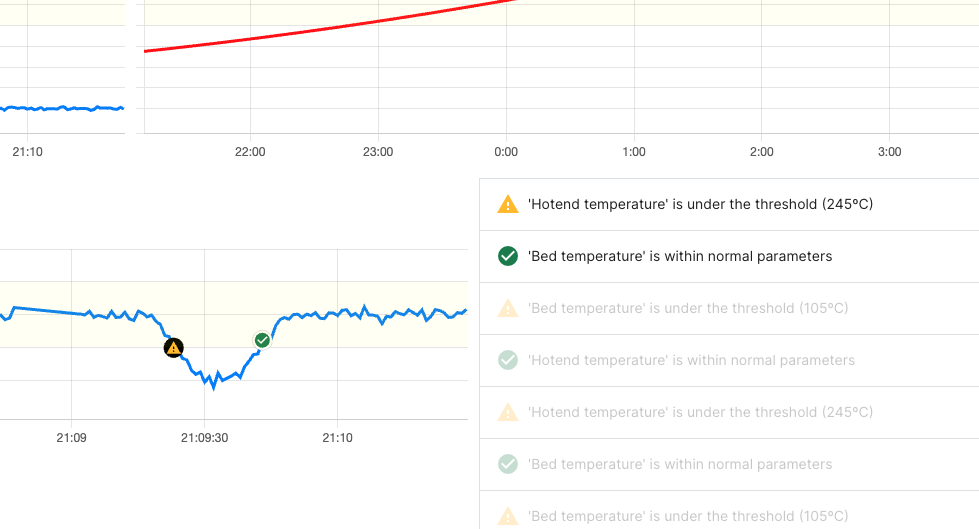 21:10
22:00
23:00
0:00
1:00
2:00
3:00
'Hotend temperature' is under the threshold (245ºC)
'Bed temperature' is within normal parameters
'Bed temperature' is under the threshold (105ºC)
'Hotend temperature' is within normal parameters
'Hotend temperature' is under the threshold (245ºC)
'Bed temperature' is within normal parameters
'Bed temperature' is under the threshold (105ºC)
21:09
21:09:30
21:10